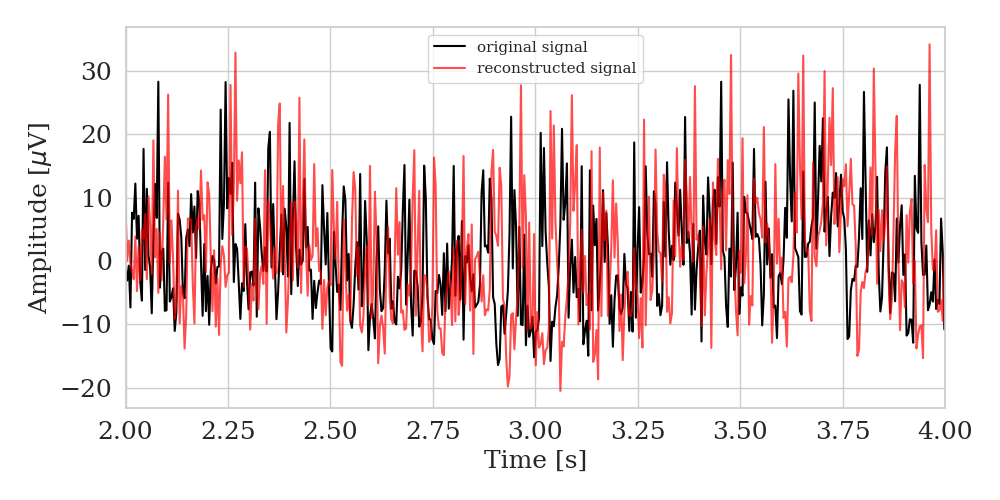 original signal
reconstructed signal
Amplitude [μV]
30
20
10
0
−10
−20
2.00 2.25 2.50 2.75 3.00 3.25 3.50 3.75 4.00
Time [s]